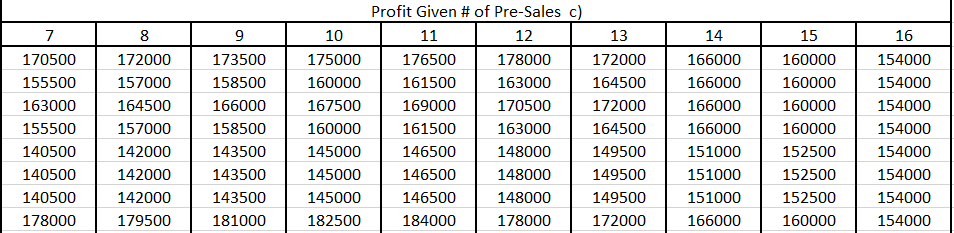 Profit Given # of Pre-Sales  c)
7 8 9 10 11 12 13 14 15 16
170500 172000 173500 175000 176500 178000 172000 166000 160000 154000
155500 157000 158500 160000 161500 163000 164500 166000 160000 154000
163000 164500 166000 167500 169000 170500 172000 166000 160000 154000
155500 157000 158500 160000 161500 163000 164500 166000 160000 154000
140500 142000 143500 145000 146500 148000 149500 151000 152500 154000
140500 142000 143500 145000 146500 148000 149500 151000 152500 154000
140500 142000 143500 145000 146500 148000 149500 151000 152500 154000
178000 179500 181000 182500 184000 178000 172000 166000 160000 154000